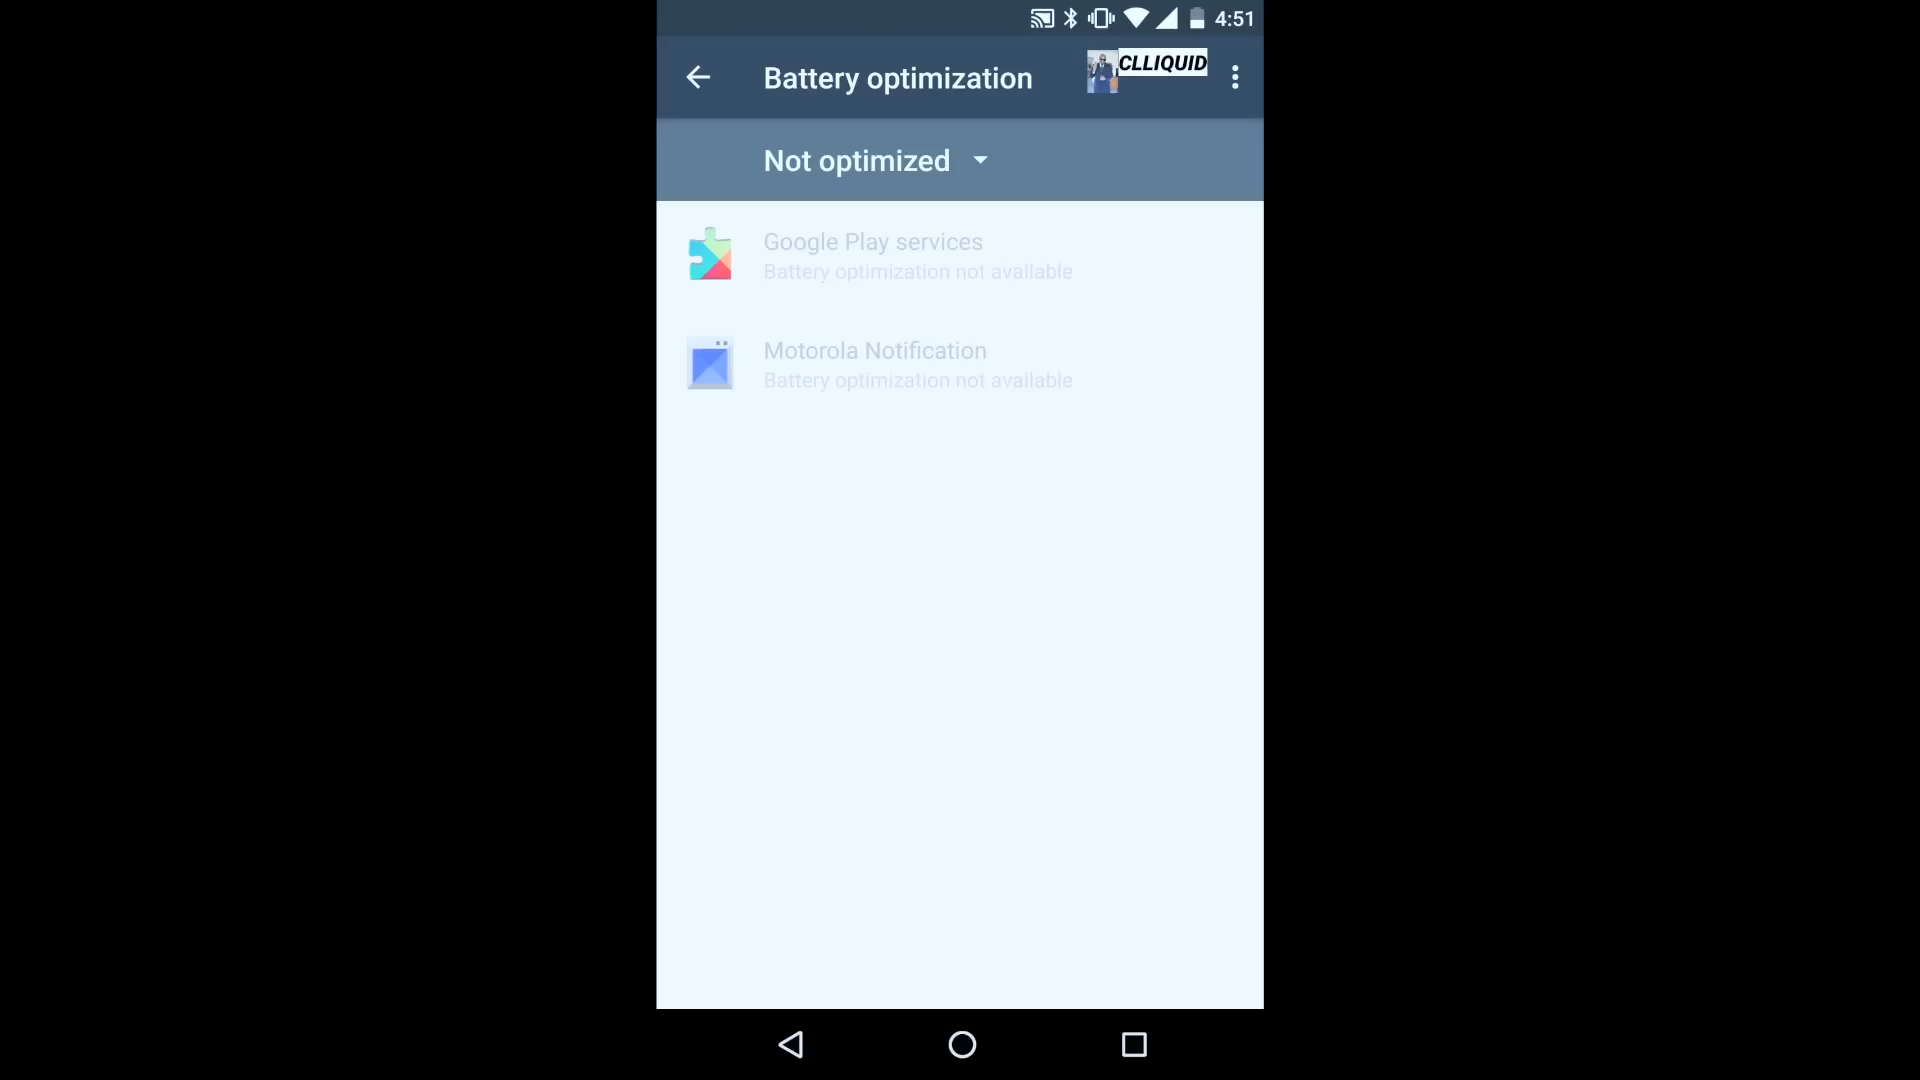 4:51
Battery optimization
CLLIQUID
Not optimized
Google Play services
Battery optimization not available
Motorola Notification
Battery optimization not available